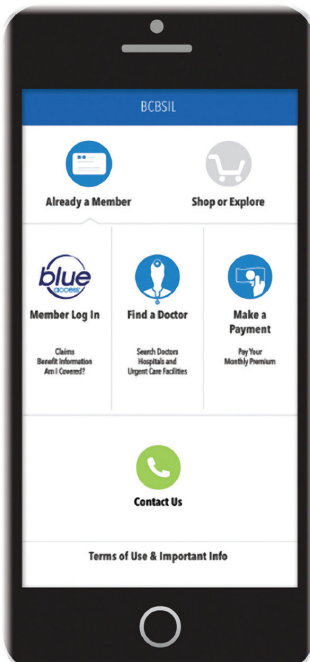 BCBSIL
Already a Member
Shop or Explore
blue
access
Member Log In
Claims
Benefit Information
Am I Covered?
Find a Doctor
Search Doctors
Hospitals and
Urgent Care Facilities
Make a
Payment
Pay Your
Monthly Premium
Contact Us
Terms of Use & Important Info